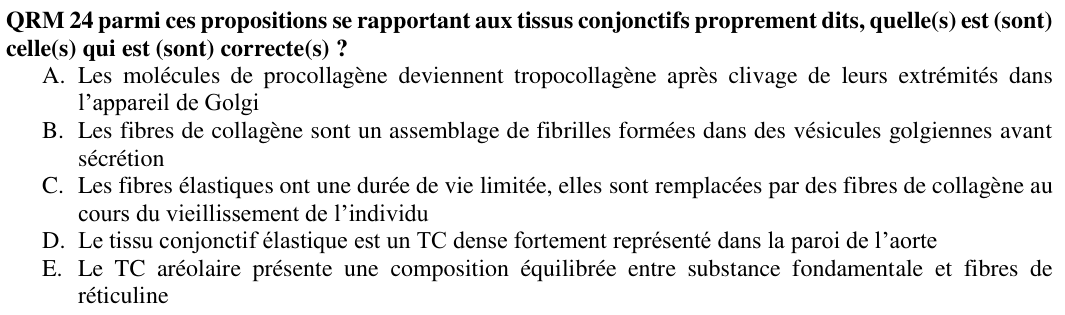 QRM 24 parmi ces propositions se rapportant aux tissus conjonctifs proprement dits, quelle(s) est (sont)
celle(s) qui est (sont) correcte(s) ?
A. Les molécules de procollagène deviennent tropocollagène après clivage de leurs extrémités dans
l’appareil de Golgi
B. Les fibres de collagène sont un assemblage de fibrilles formées dans des vésicules golgiennes avant
sécrétion
C. Les fibres élastiques ont une durée de vie limitée, elles sont remplacées par des fibres de collagène au
cours du vieillissement de l’individu
D. Le tissu conjonctif élastique est un TC dense fortement représenté dans la paroi de l’aorte
E. Le TC aréolaire présente une composition équilibrée entre substance fondamentale et fibres de
réticuline